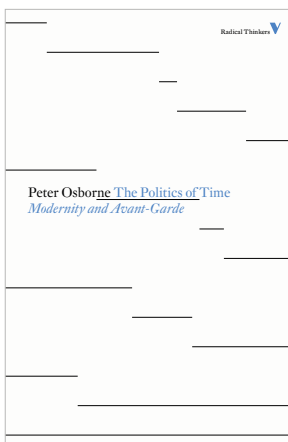 Radical Thinkers
Peter Osborne The Politics of Time
Modernity and Avant-Garde